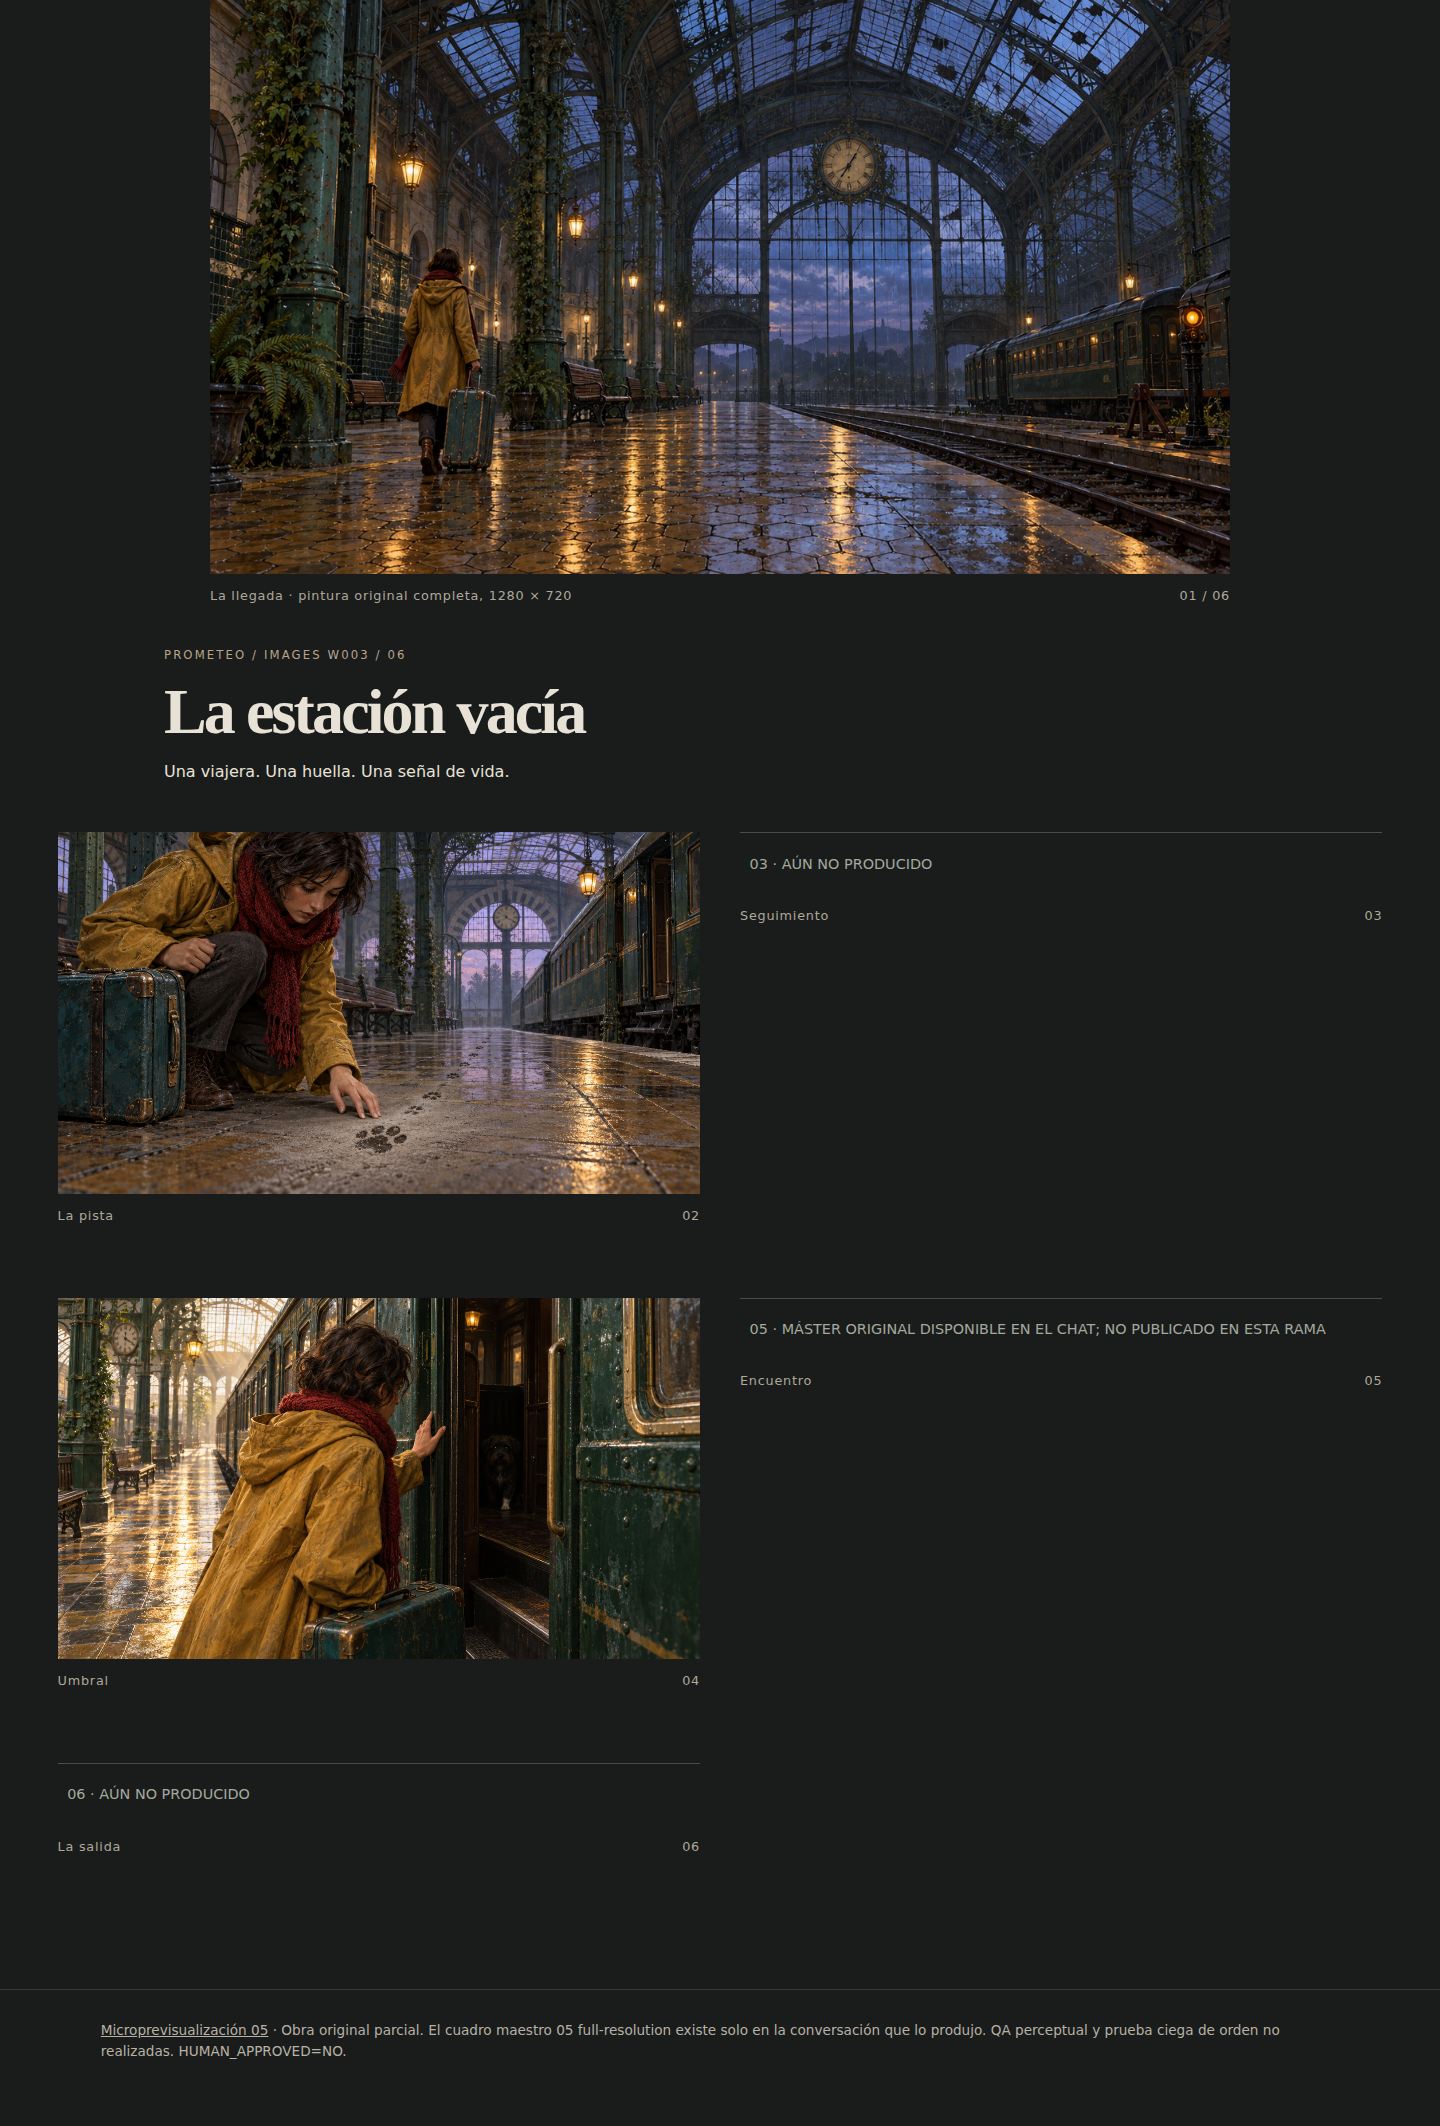 La llegada · pintura original completa, 1280 × 720
01 / 06
PROMETEO / IMAGES W003 / 06
La estación vacía
Una viajera. Una huella. Una señal de vida.
La pista
02
03 · AÚN NO PRODUCIDO
Seguimiento
03
Umbral
04
05 · MÁSTER ORIGINAL DISPONIBLE EN EL CHAT; NO PUBLICADO EN ESTA RAMA
Encuentro
05
06 · AÚN NO PRODUCIDO
La salida
06
Microprevisualización 05 · Obra original parcial. El cuadro maestro 05 full-resolution existe solo en la conversación que lo produjo. QA perceptual y prueba ciega de orden no
realizadas. HUMAN_APPROVED=NO.